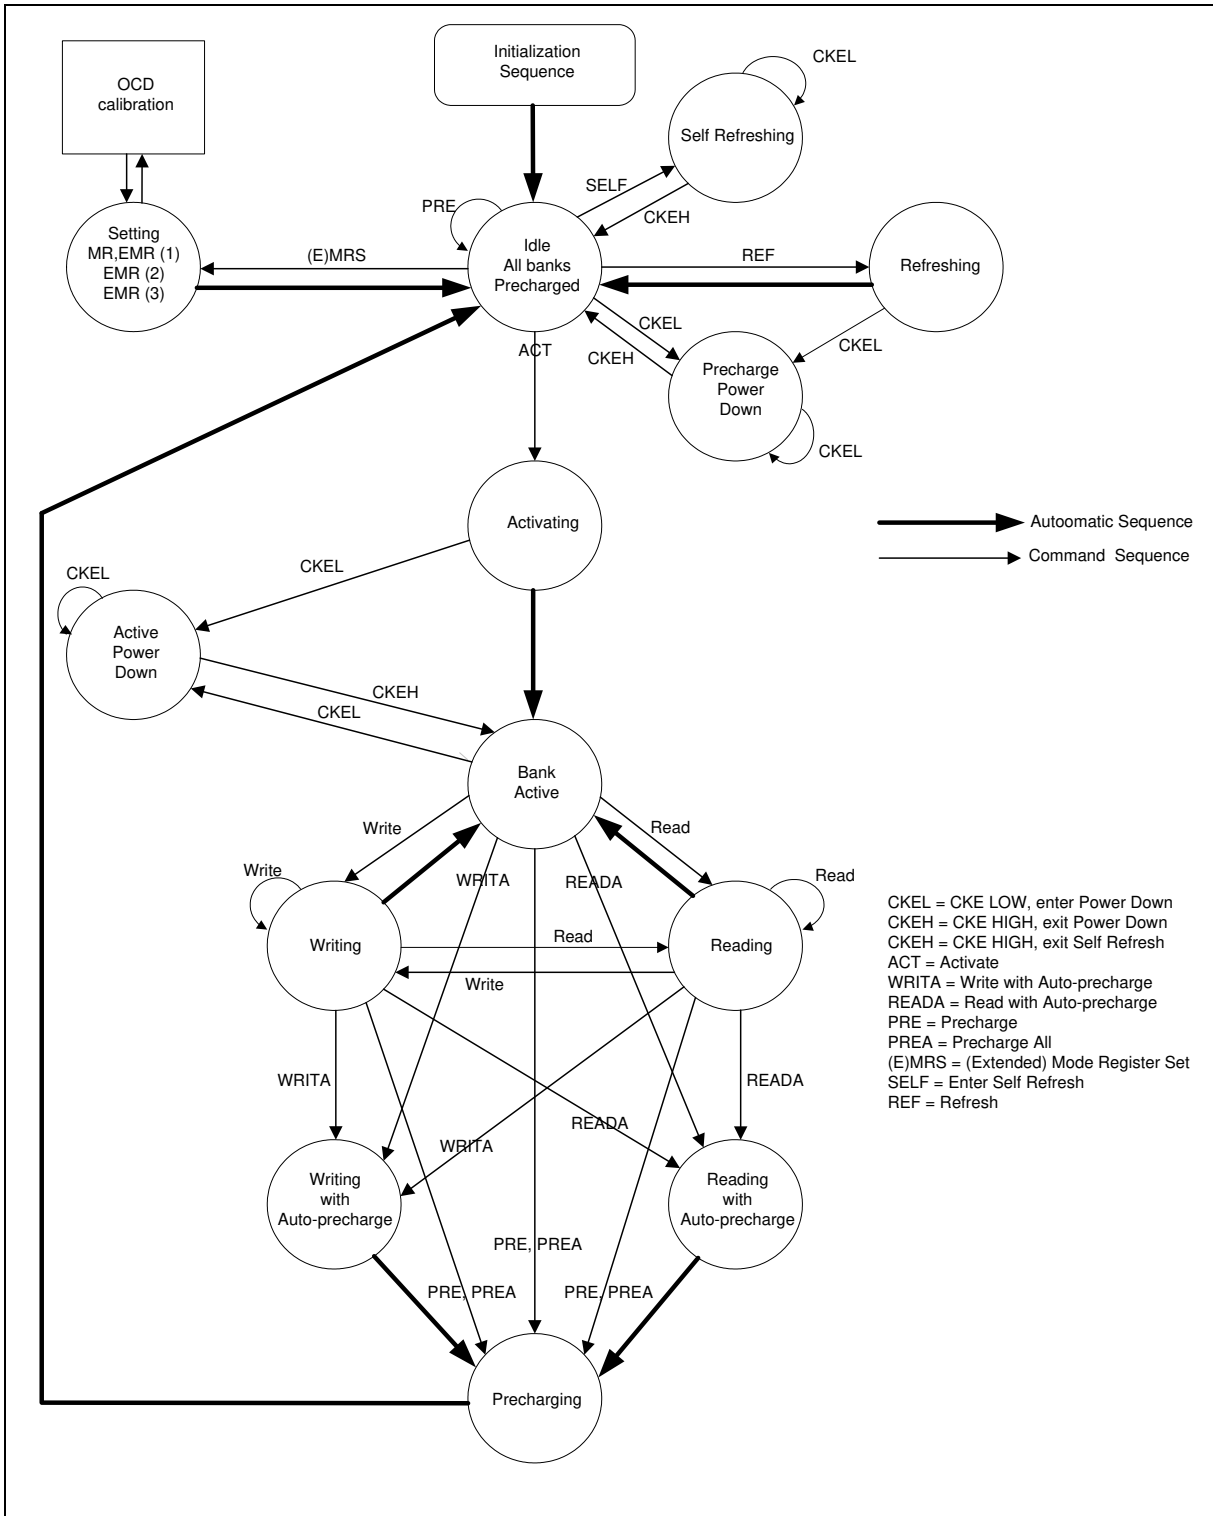 Initialization
Sequence
OCD
calibration
CKEL
Self Refreshing
SELF
CKEH
PRE
Setting
MR,EMR (1)
EMR (2)
EMR (3)
(E)MRS
Idle
All banks
Precharged
REF
Refreshing
CKEL
CKEH
CKEL
ACT
Precharge
Power
Down
CKEL
Activating
Autoomatic Sequence
Command Sequence
CKEL
CKEL
Active
Power
Down
CKEH
CKEL
Bank
Active
Write
Read
Write
WRITA
READA
Read
Writing
Read
Reading
Write
CKEL = CKE LOW, enter Power Down
CKEH = CKE HIGH, exit Power Down
CKEH = CKE HIGH, exit Self Refresh
ACT = Activate
WRITA = Write with Auto-precharge
READA = Read with Auto-precharge
PRE = Precharge
PREA = Precharge All
(E)MRS = (Extended) Mode Register Set
SELF = Enter Self Refresh
REF = Refresh
WRITA
READA
READA
WRITA
Writing
with
Auto-precharge
Reading
with
Auto-precharge
PRE, PREA
PRE, PREA
PRE, PREA
Precharging